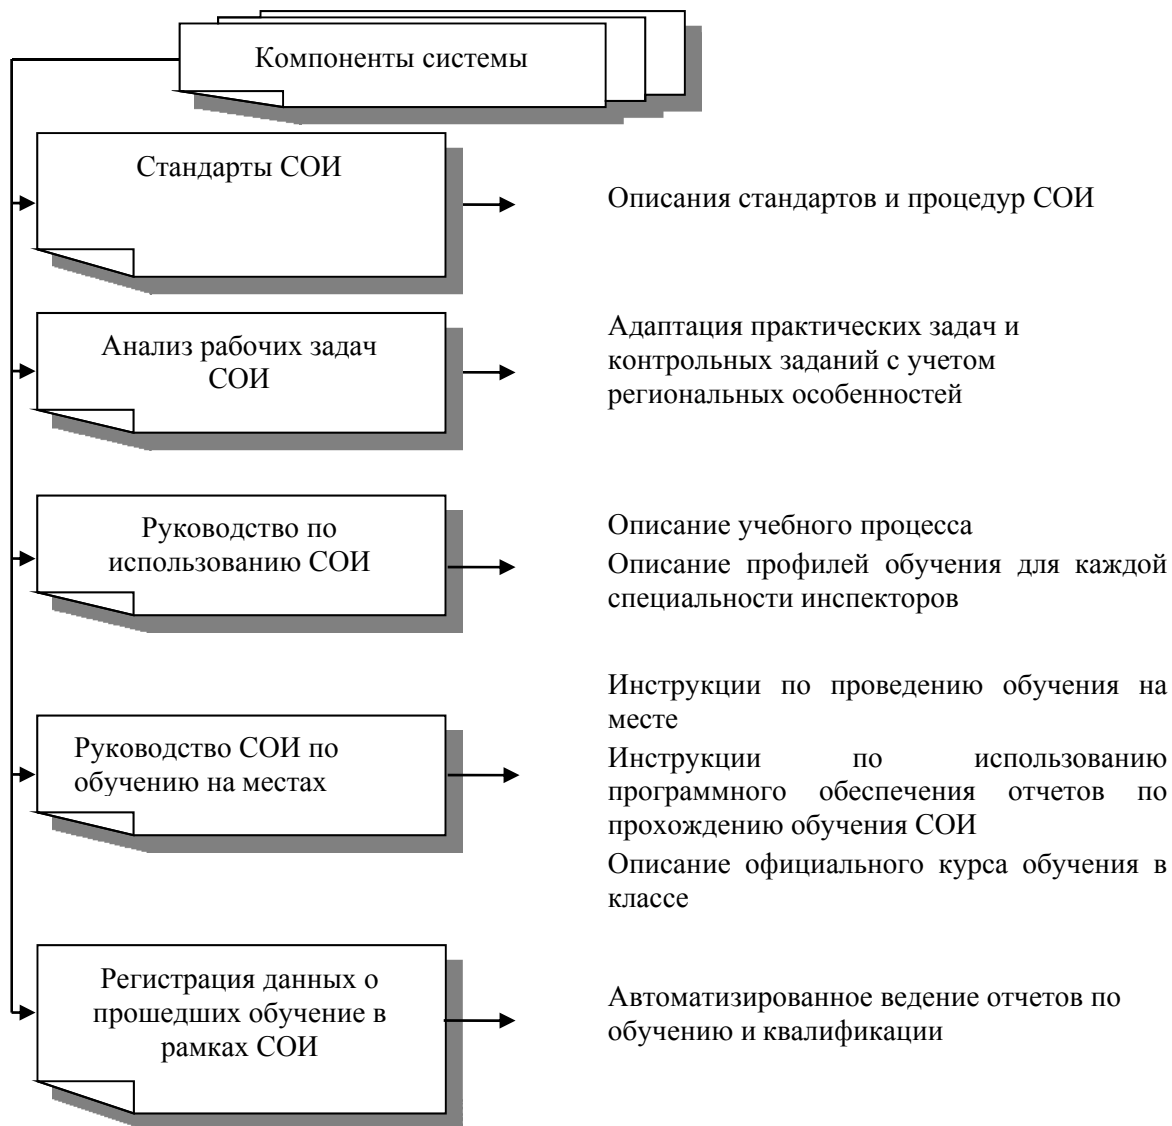 Компоненты системы
Стандарты СОИ
Описания стандартов и процедур СОИ
Анализ рабочих задач
СОИ
Адаптация практических задач и
контрольных заданий с учетом
региональных особенностей
Руководство по
использованию СОИ
Описание учебного процесса
Описание профилей обучения для каждой
специальности инспекторов
Руководство СОИ по
обучению на местах
Инструкции по проведению обучения на
месте
Инструкции по использованию
программного обеспечения отчетов по
прохождению обучения СОИ
Описание официального курса обучения в
классе
Регистрация данных о
прошедших обучение в
рамках СОИ
Автоматизированное ведение отчетов по
обучению и квалификации